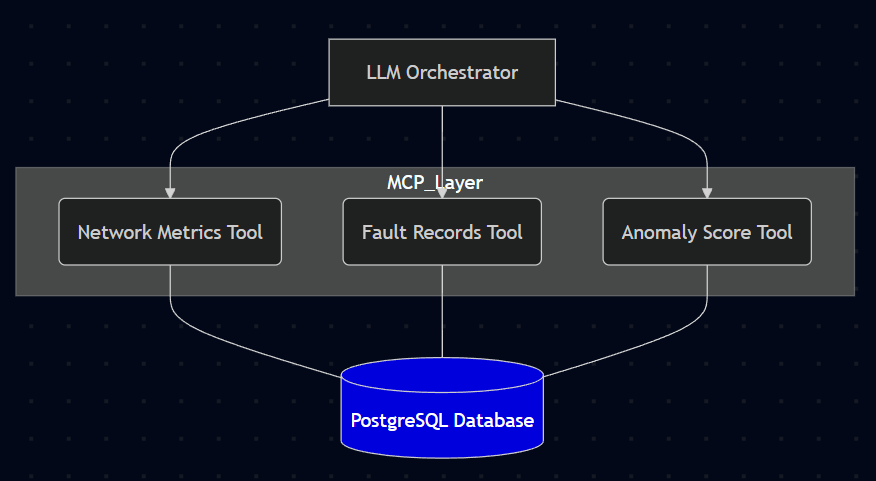 LLM Orchestrator
MCP_Layer
Network Metrics Tool
Fault Records Tool
Anomaly Score Tool
PostgreSQL Database